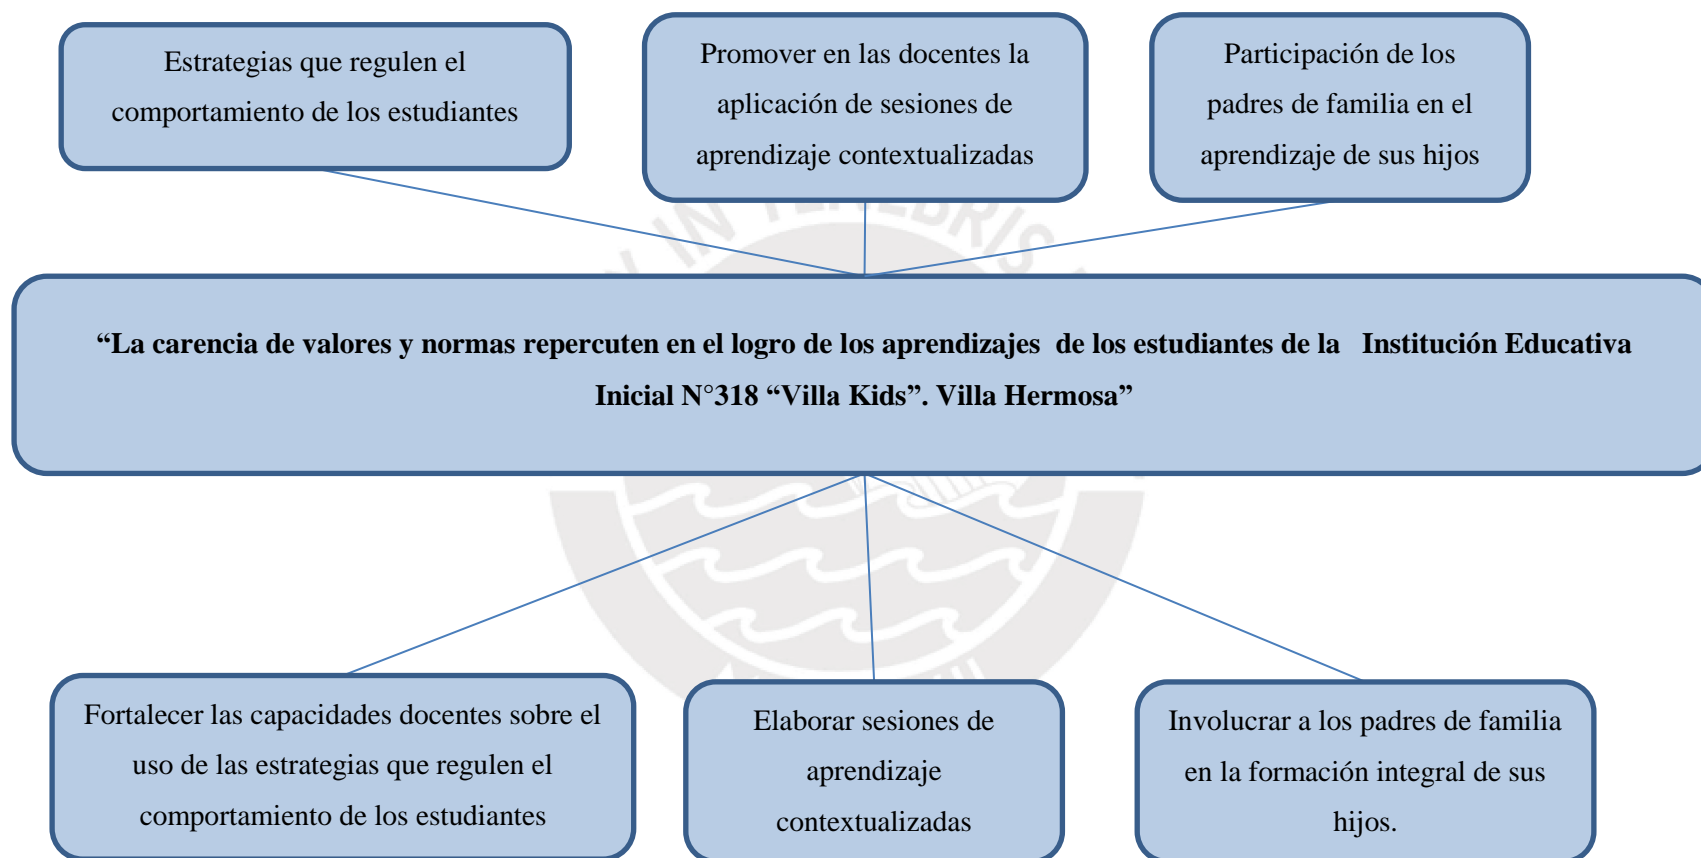 Estrategias que regulen el
comportamiento de los estudiantes
Promover en las docentes la
aplicación de sesiones de
aprendizaje contextualizadas
Participación de los
padres de familia en el
aprendizaje de sus hijos
IN TENEBRIS
“La carencia de valores y normas repercuten en el logro de los aprendizajes de los estudiantes de la Institución Educativa
Inicial N°318 “Villa Kids”. Villa Hermosa”
Fortalecer las capacidades docentes sobre el
uso de las estrategias que regulen el
comportamiento de los estudiantes
Elaborar sesiones de
aprendizaje
contextualizadas
Involucrar a los padres de familia
en la formación integral de sus
hijos.